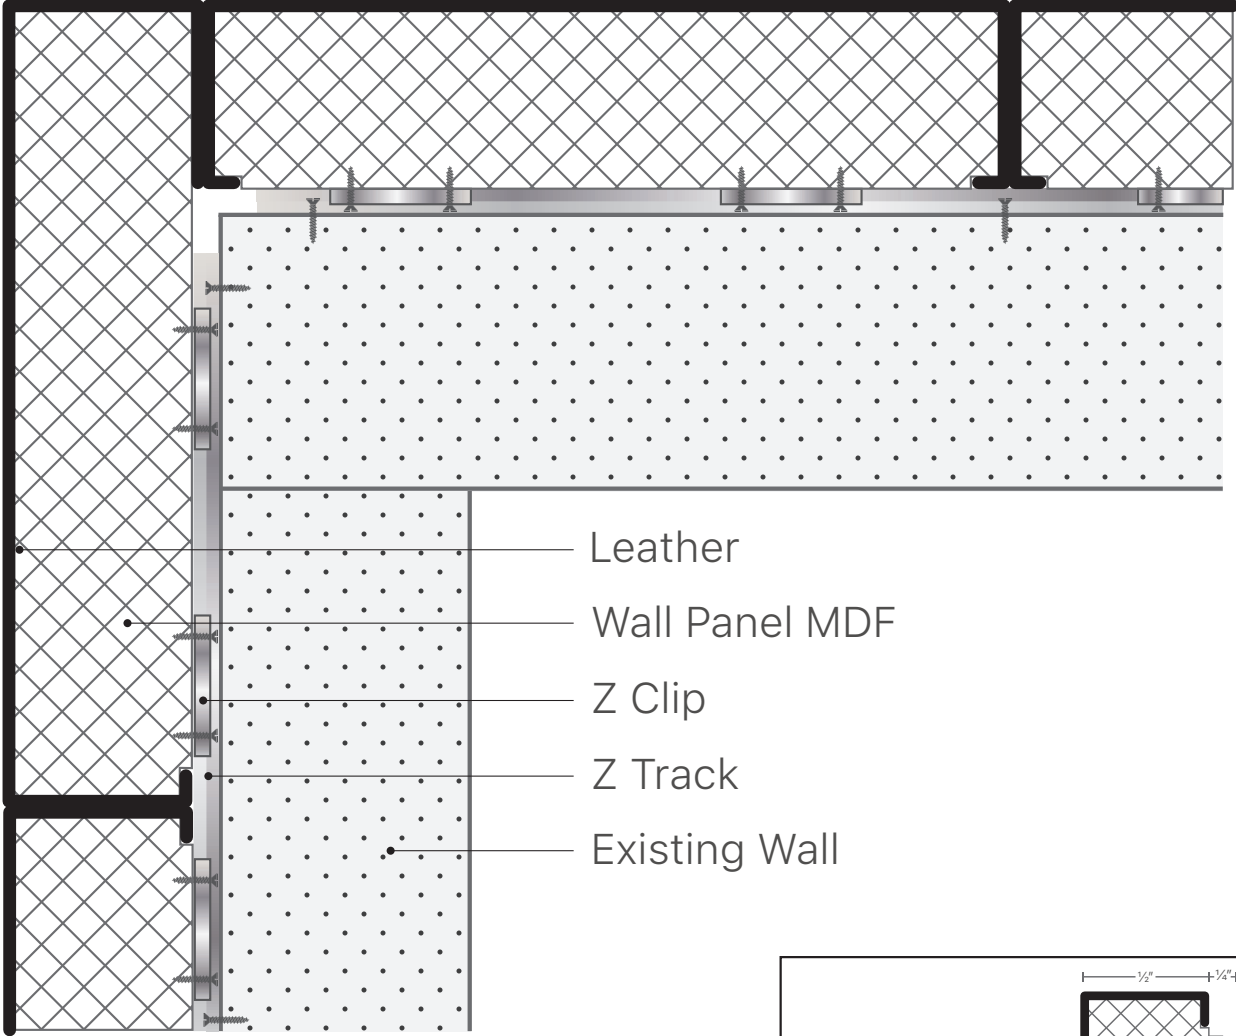 Leather
Wall Panel MDF
Z Clip
Z Track
Existing Wall
½" ¼"